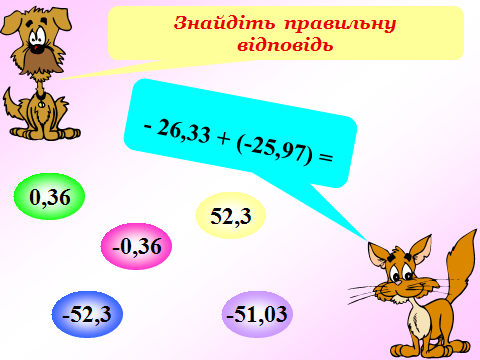 Знайдіть правильну
відповідь
- 26,33 + (-25,97) =
0,36
52,3
-0,36
-52,3
-51,03